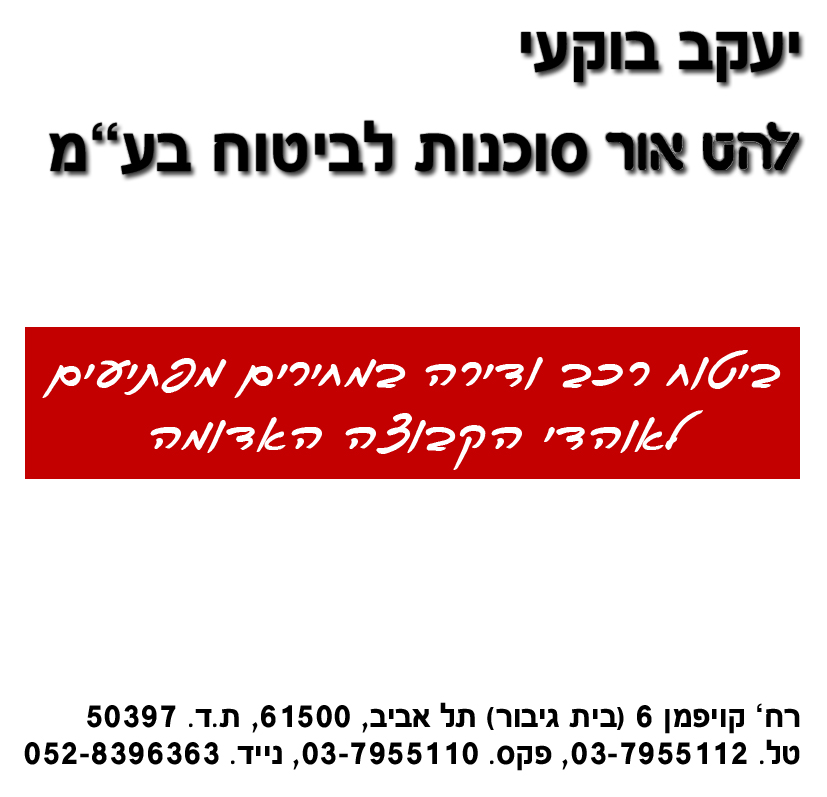 יעקב בוקעי
להט אור סוכנות לביטוח בע“מ
ביטוח רכב ודירה במחירים מפתיעים
לאוהדי הקבוצה האדומה
רח‘ קויפמן 6 (בית גיבור) תל אביב, 61500, ת.ד. 50397
טל. 03-7955112, פקס. 03-7955110, נייד. 052-8396363